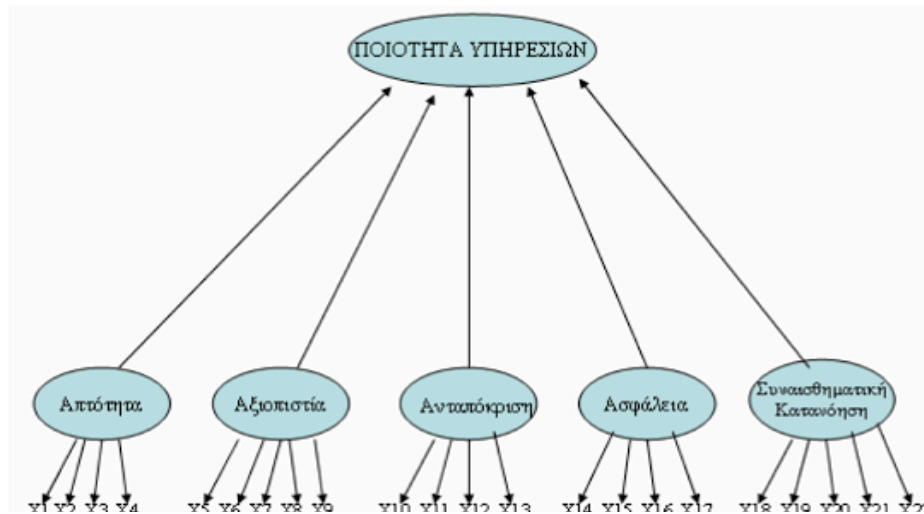 ΠΟΙΟΤΗΤΑ ΥΠΗΡΕΣΙΩΝ
Απτότητα
Αξιοπιστία
Ανταπόκριση
Ασφάλεια
Συναισθηματική
Κατανόηση
X1 X2 X3 X4 X5 X6 X7 X8 X9 X10 X11 X12 X13 X14 X15 X16 X17 X18 X19 X20 X21